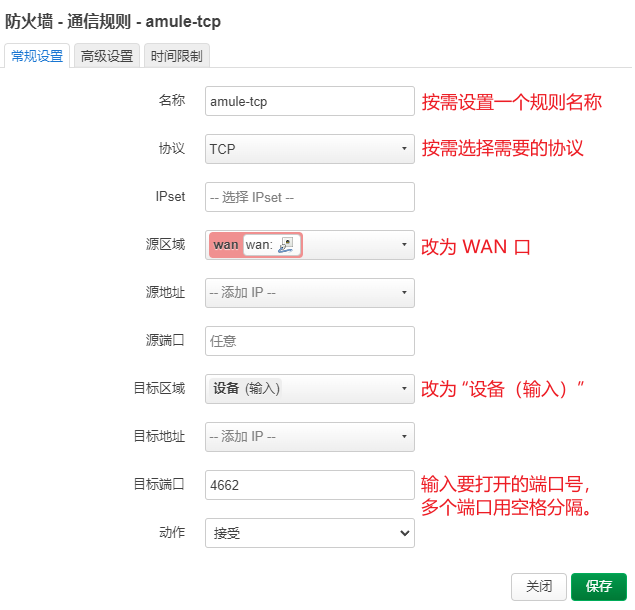 防火墙 - 通信规则 - amule-tcp
常规设置 高级设置 时间限制
名称 amule-tcp 按需设置一个规则名称
协议 TCP 按需选择需要的协议
IPset -- 选择 IPset --
源区域 wan wan: 改为 WAN 口
源地址 -- 添加 IP --
源端口 任意
目标区域 设备 (输入) 改为 “设备（输入）”
目标地址 -- 添加 IP --
目标端口 4662 输入要打开的端口号，
多个端口用空格分隔。
动作 接受
关闭 保存